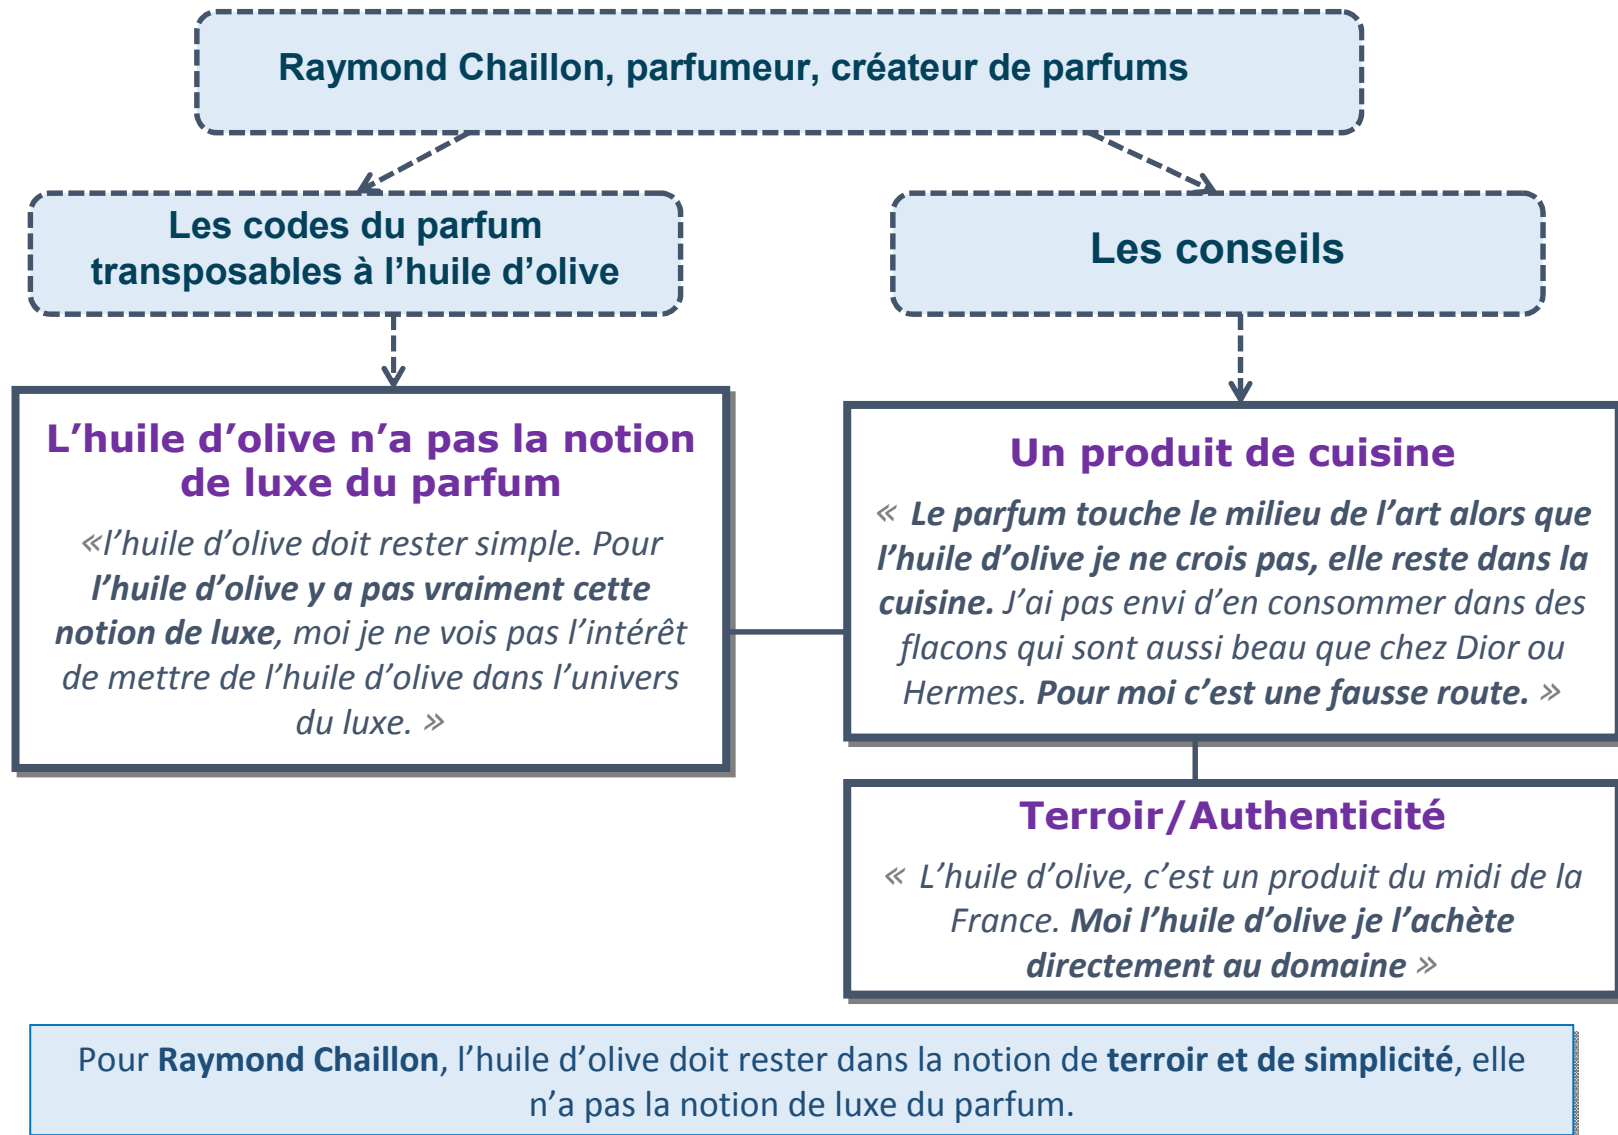 Raymond Chaillon, parfumeur, créateur de parfums
Les codes du parfum
transposables à l’huile d’olive
Les conseils
L’huile d’olive n’a pas la notion
de luxe du parfum
«l’huile d’olive doit rester simple. Pour
l’huile d’olive y a pas vraiment cette
notion de luxe, moi je ne vois pas l’intérêt
de mettre de l’huile d’olive dans l’univers
du luxe. »
Un produit de cuisine
« Le parfum touche le milieu de l’art alors que
l’huile d’olive je ne crois pas, elle reste dans la
cuisine. J’ai pas envi d’en consommer dans des
flacons qui sont aussi beau que chez Dior ou
Hermes. Pour moi c’est une fausse route. »
Terroir/Authenticité
« L’huile d’olive, c’est un produit du midi de la
France. Moi l’huile d’olive je l’achète
directement au domaine »
Pour Raymond Chaillon, l’huile d’olive doit rester dans la notion de terroir et de simplicité, elle
n’a pas la notion de luxe du parfum.